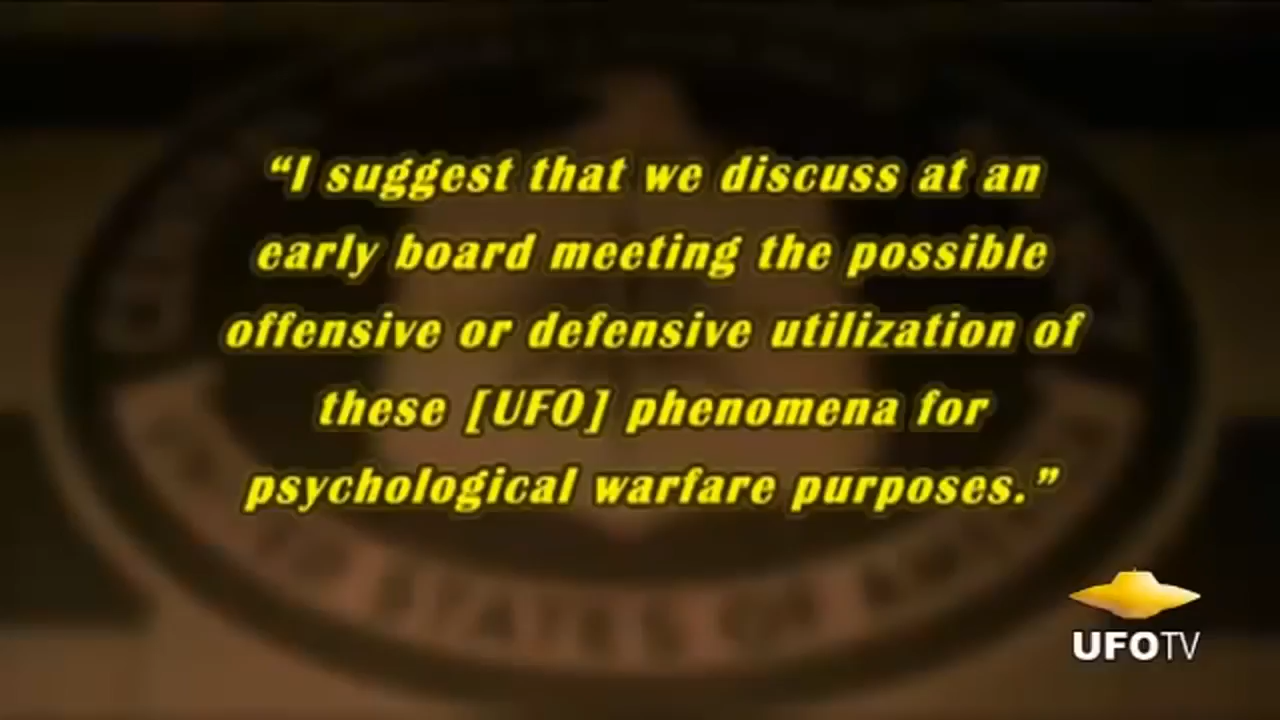 “I suggest that we discuss at an
early board meeting the possible
offensive or defensive utilization of
these [UFO] phenomena for
psychological warfare purposes.”
UFOTV